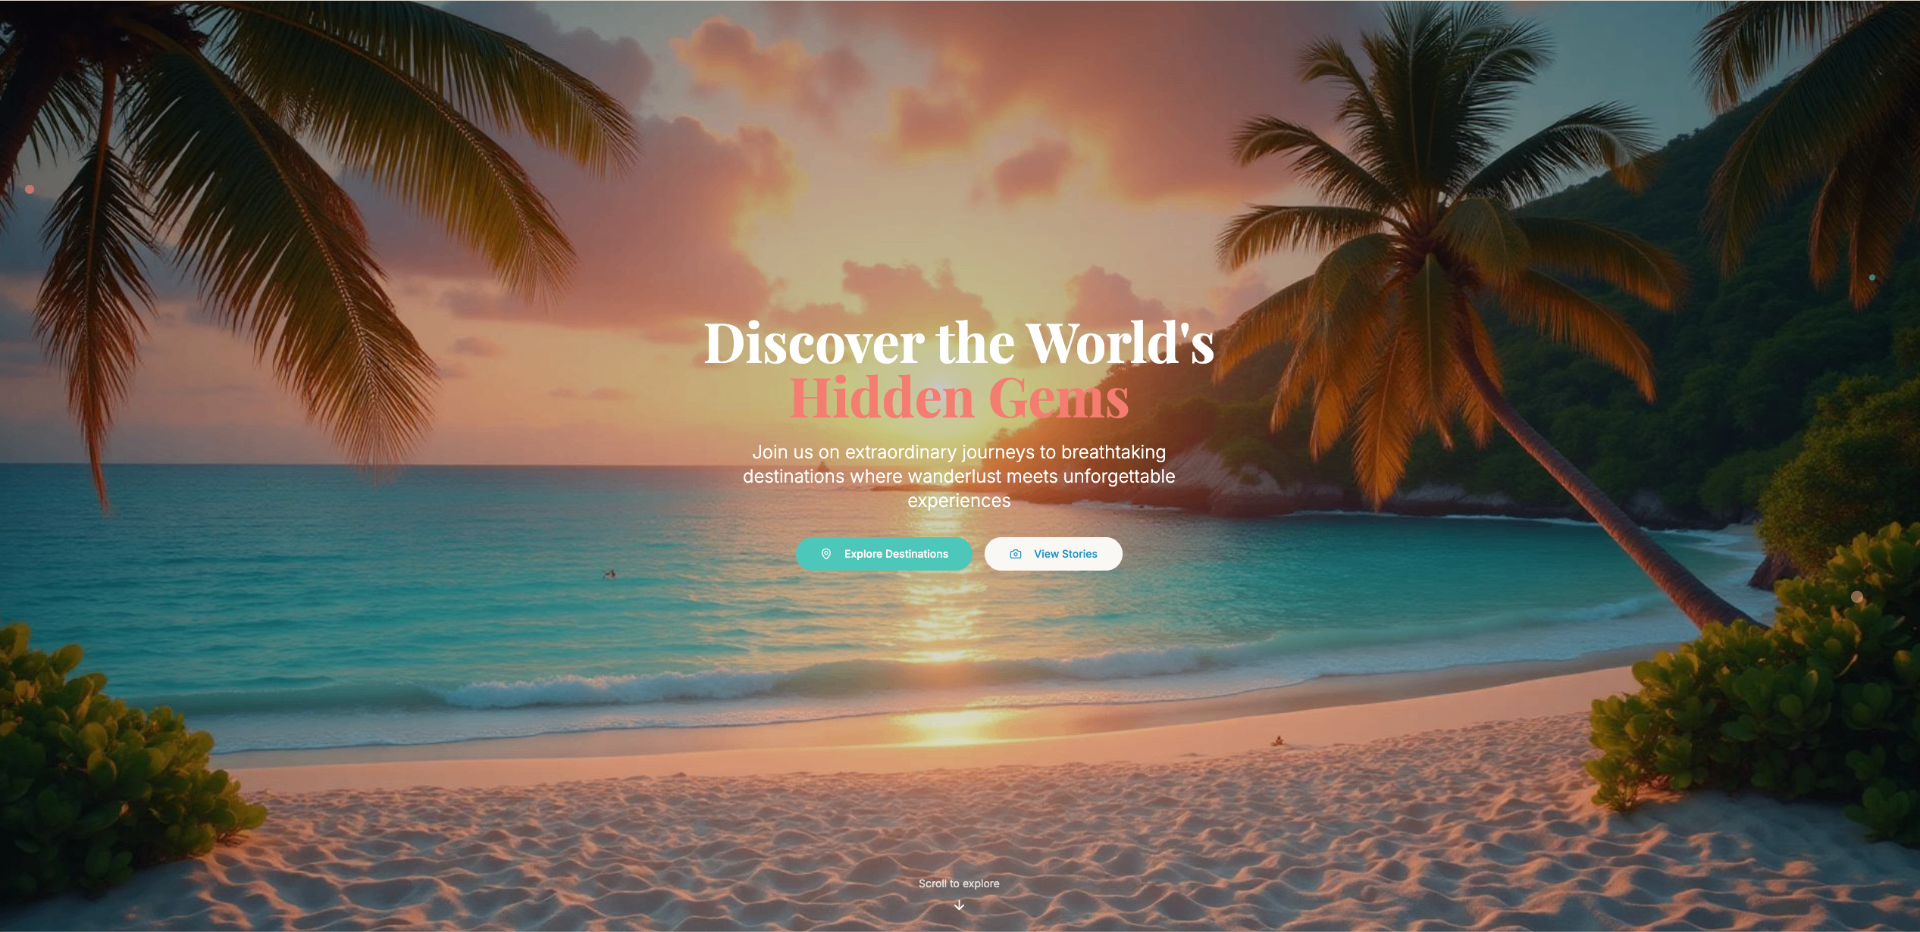 Discover the World's
Hidden Gems
Join us on extraordinary journeys to breathtaking
destinations where wanderlust meets unforgettable
experiences
Explore Destinations
View Stories
Scroll to explore